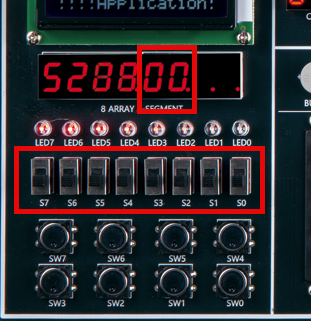 !!!!Application!
S28800. . .
8 ARRAY SEGMENT
LED7 LED6 LED5 LED4 LED3 LED2 LED1 LED0
S7 S6 S5 S4 S3 S2 S1 S0
SW7 SW6 SW5 SW4
SW3 SW2 SW1 SW0